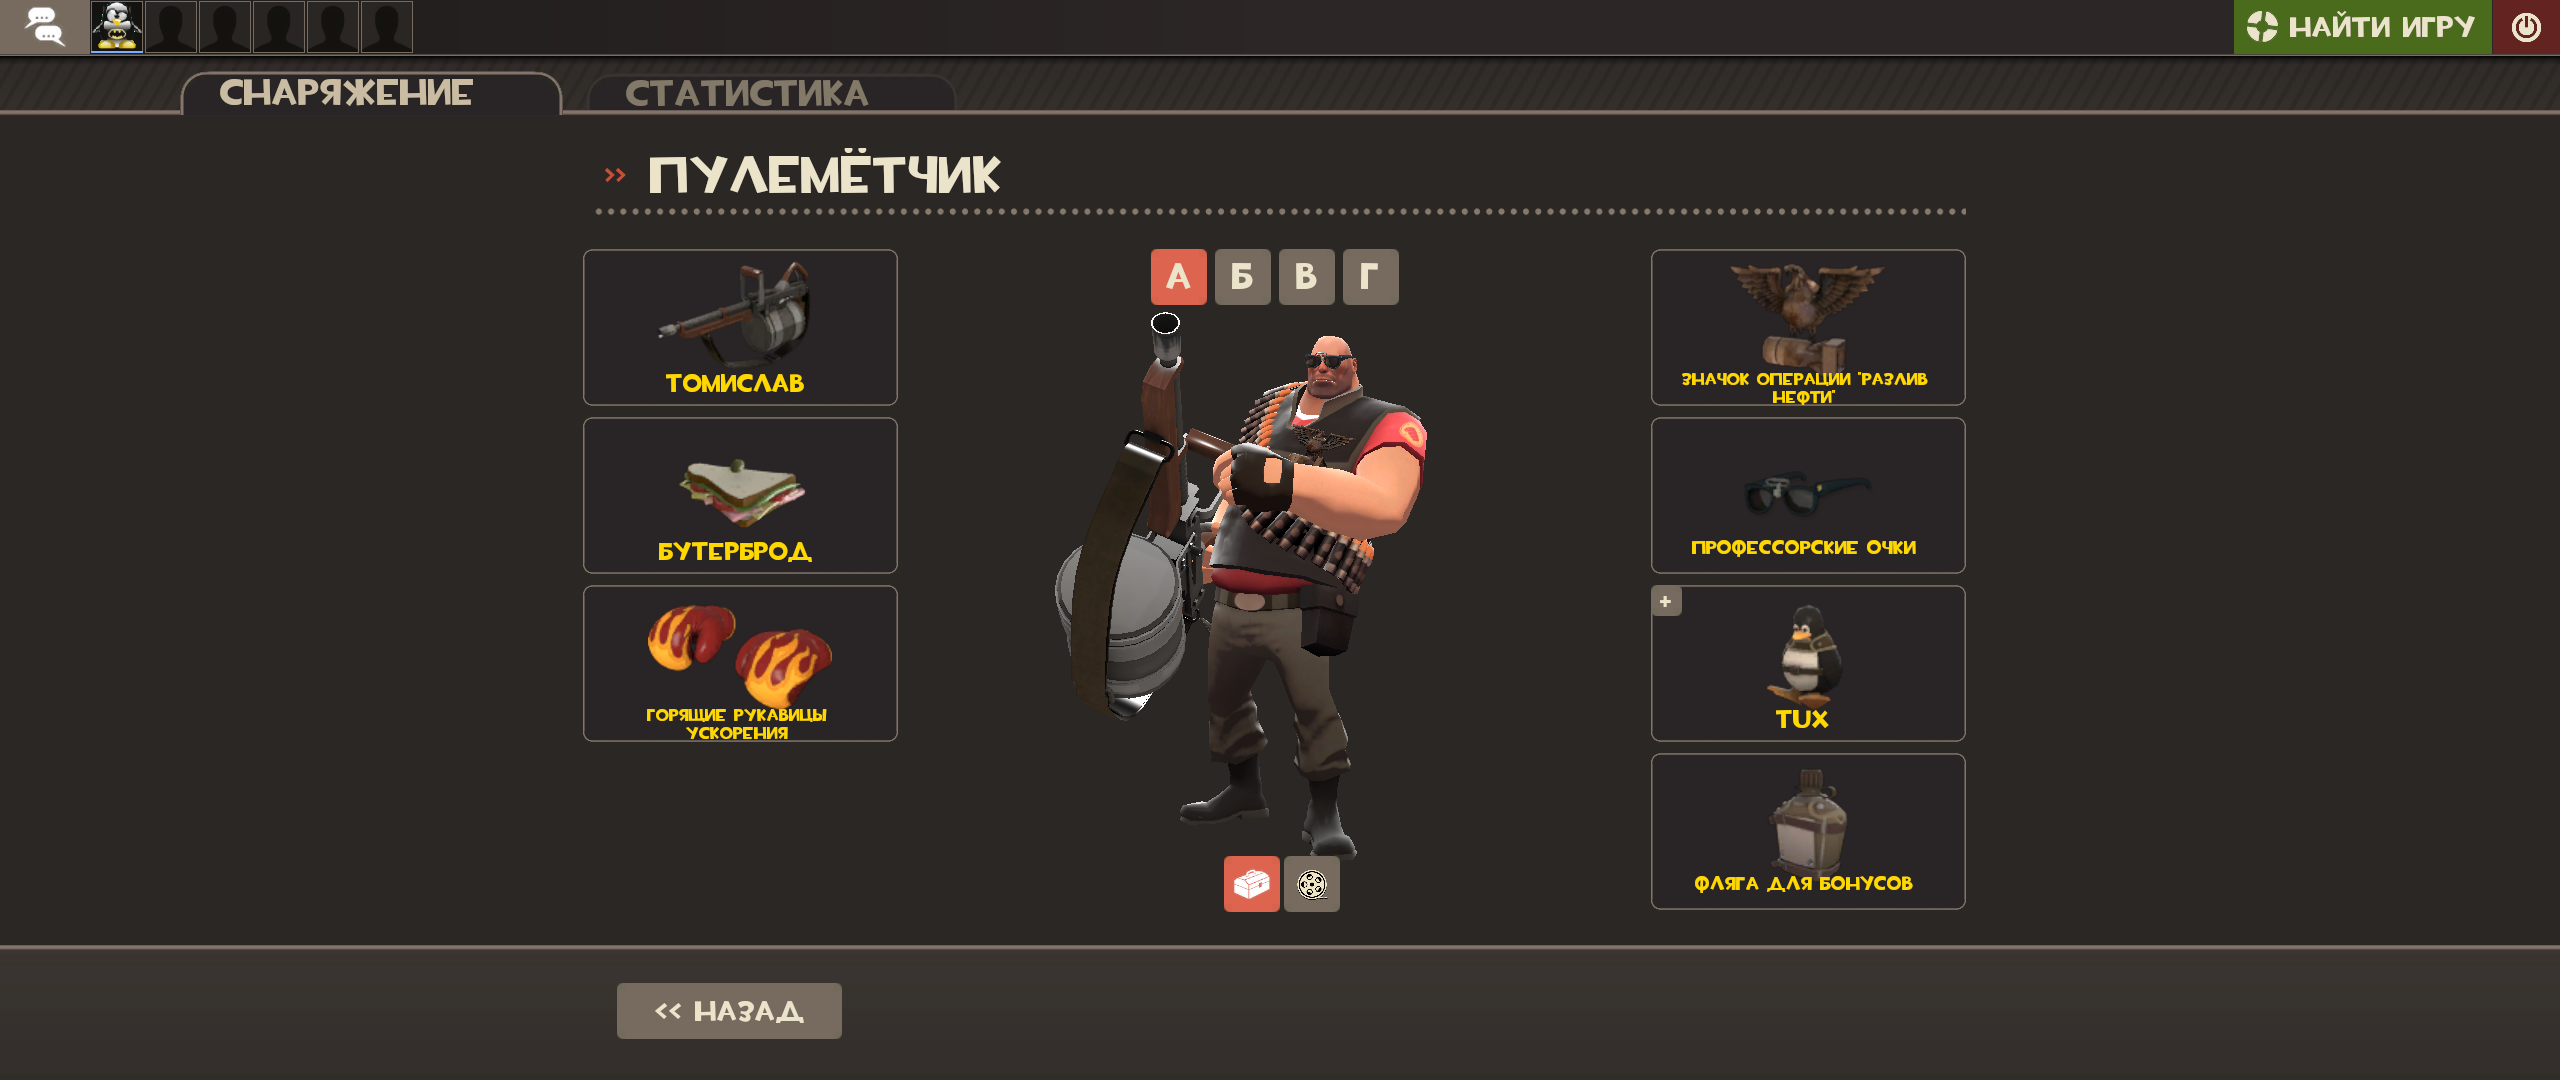 НАЙТИ ИГРУ
СНАРЯЖЕНИЕ
СТАТИСТИКА
>> ПУЛЕМЁТЧИК
А Б В Г
ТОМИСЛАВ
ЗНАЧОК ОПЕРАЦИИ "РАЗЛИВ
НЕФТИ"
БУТЕРБРОД
ПРОФЕССОРСКИЕ ОЧКИ
ГОРЯЩИЕ РУКАВИЦЫ
УСКОРЕНИЯ
+
TUX
ФЛЯГА ДЛЯ БОНУСОВ
<< НАЗАД